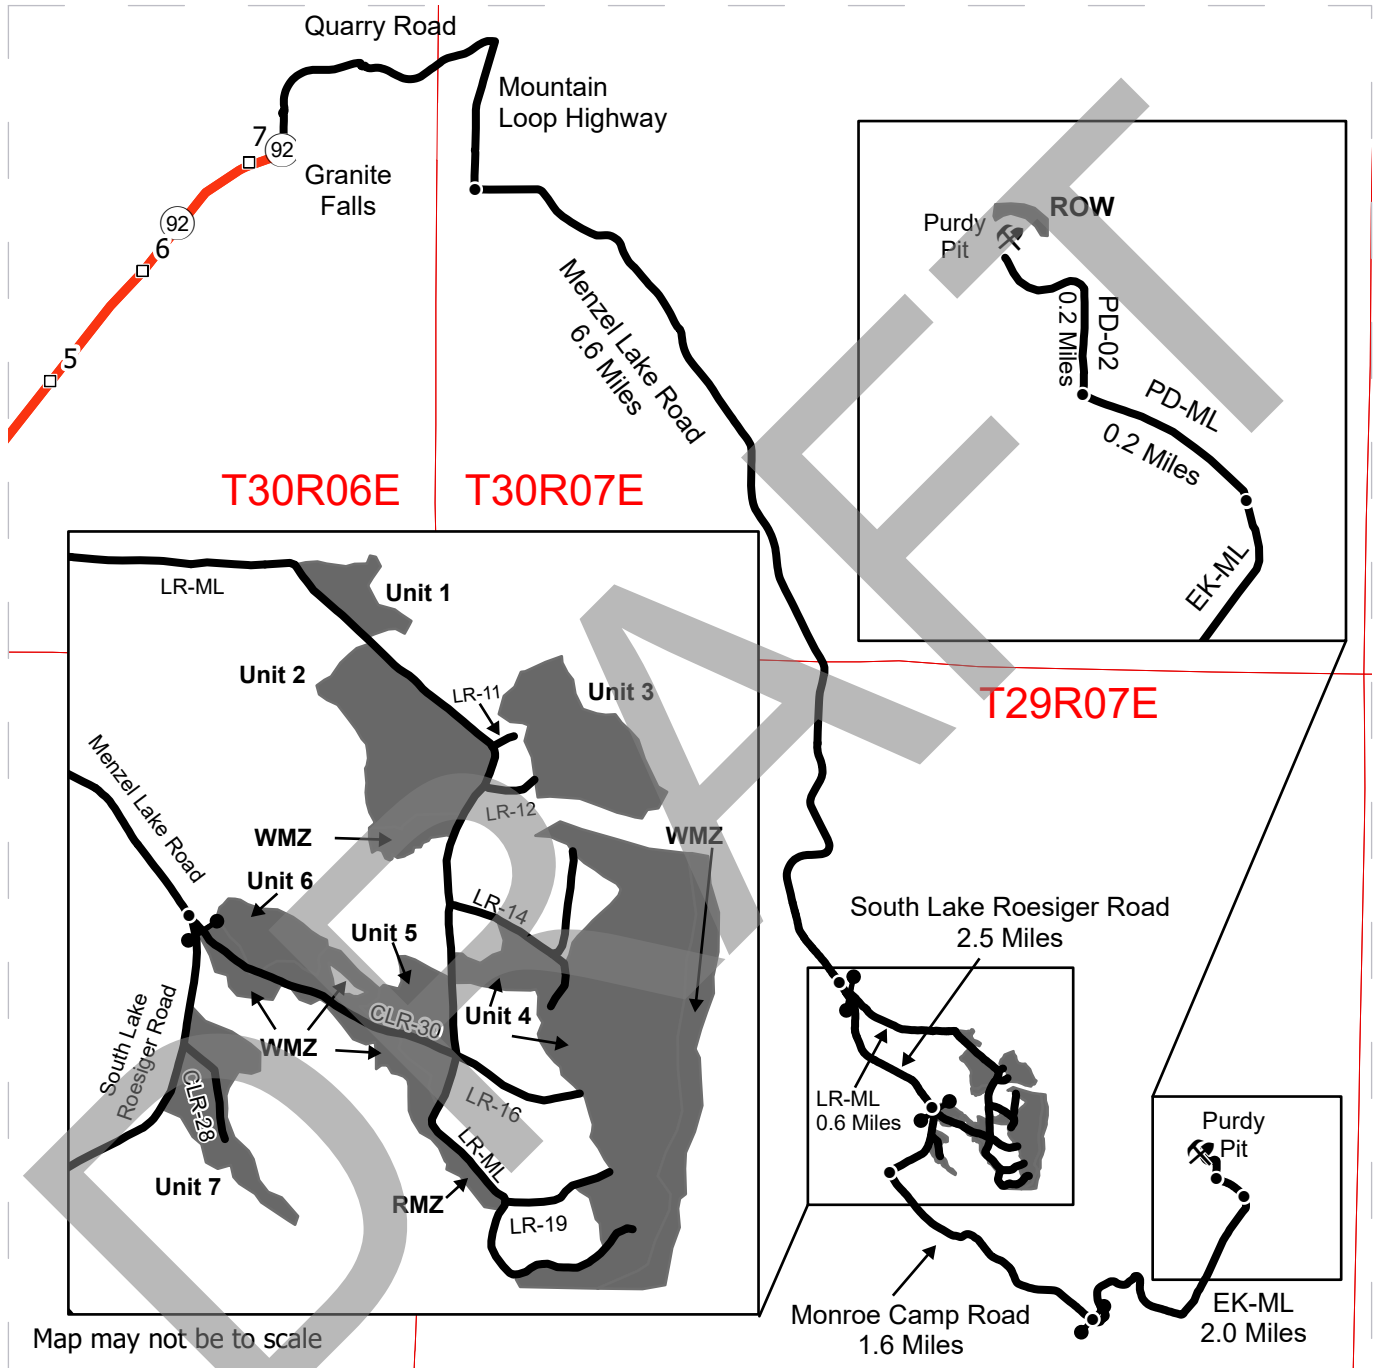 Quarry Road
Mountain
Loop Highway
7
92
Granite
Falls
92
6
5
Menzel Lake Road
6.6 Miles
T30R06E
T30R07E
T29R07E
Purdy
Pit
ROW
PD-02
0.2 Miles
PD-ML
0.2 Miles
EK-ML
LR-ML
Unit 1
Unit 2
LR-11
Unit 3
Menzel Lake Road
LR-12
WMZ
WMZ
Unit 6
LR-14
Unit 5
Unit 4
CLR-30
WMZ
South Lake
Roesiger Road
CLR-28
LR-16
LR-ML
Unit 7
RMZ
LR-19
South Lake Roesiger Road
2.5 Miles
LR-ML
0.6 Miles
Purdy
Pit
Monroe Camp Road
1.6 Miles
EK-ML
2.0 Miles
Map may not be to scale
DRAFT